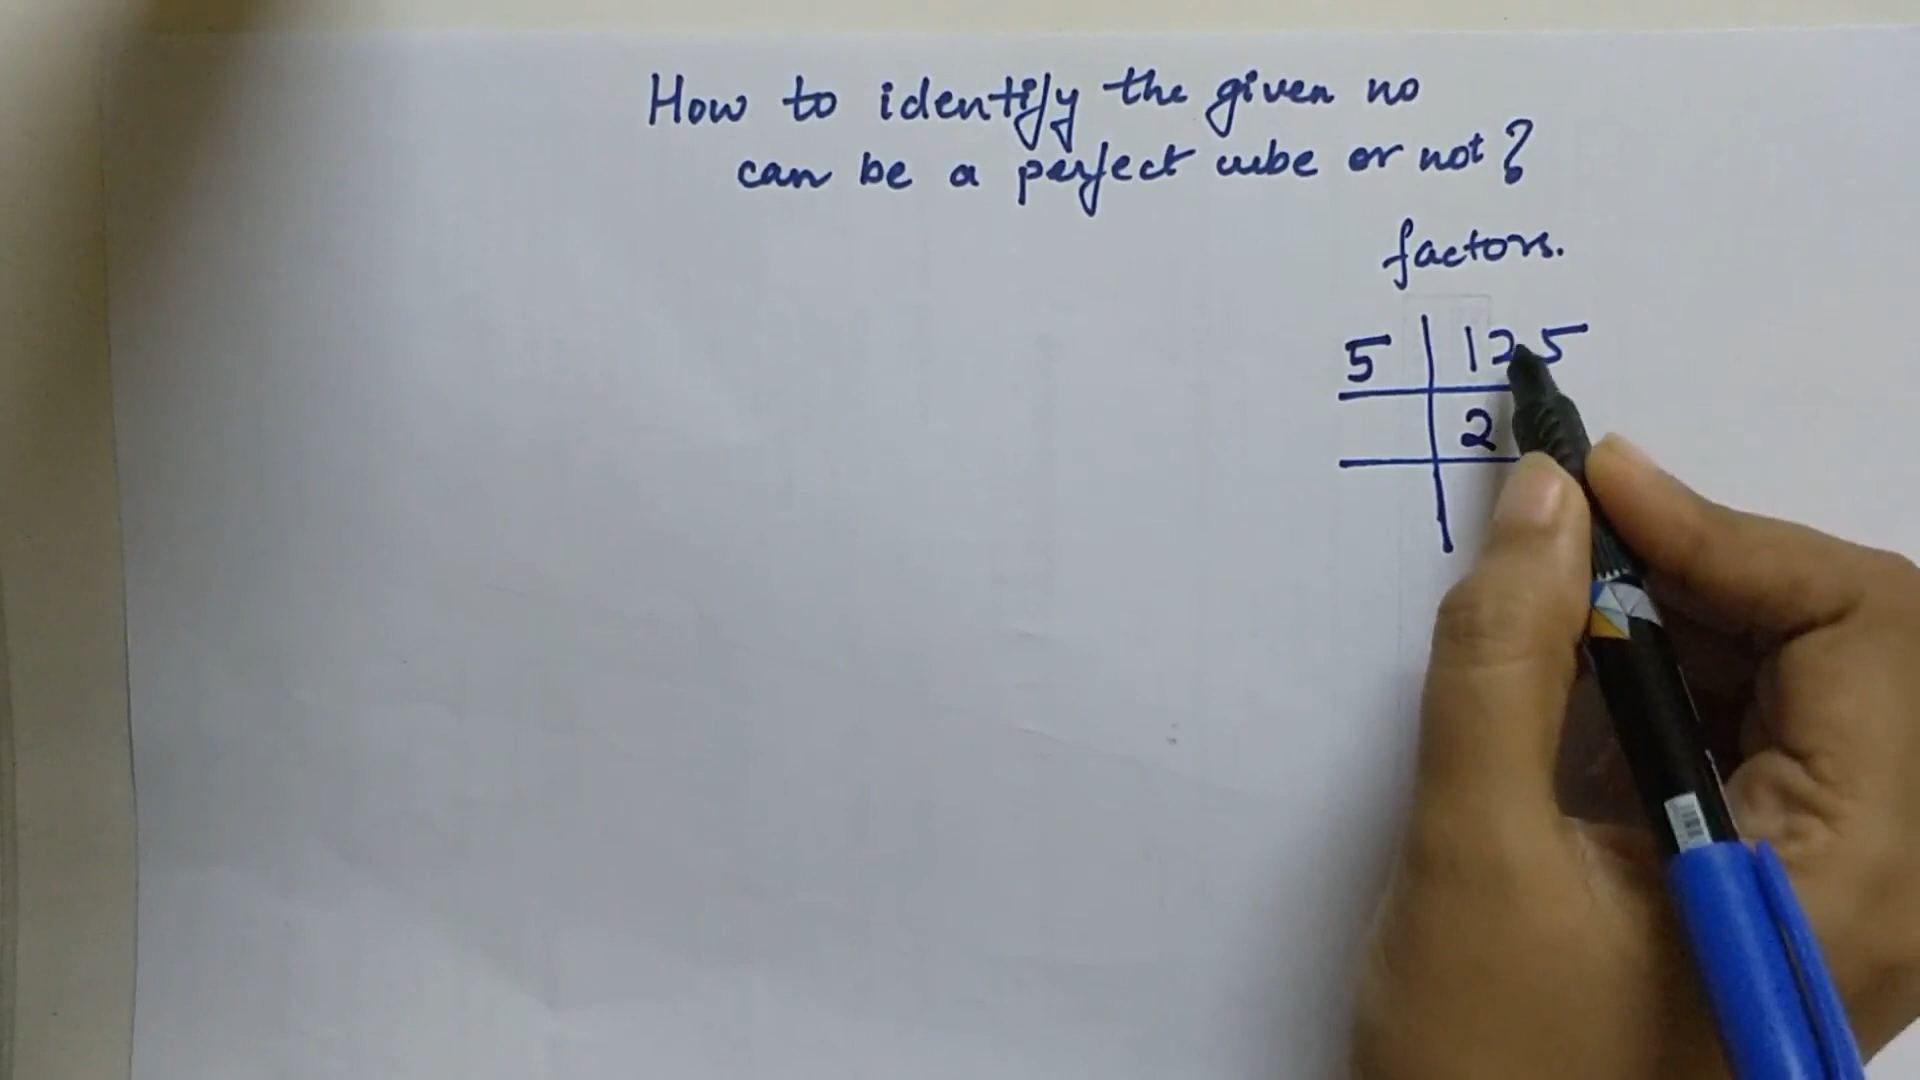 How to identify the given no
can be a perfect cube or not?
factors.
5 | 125
2